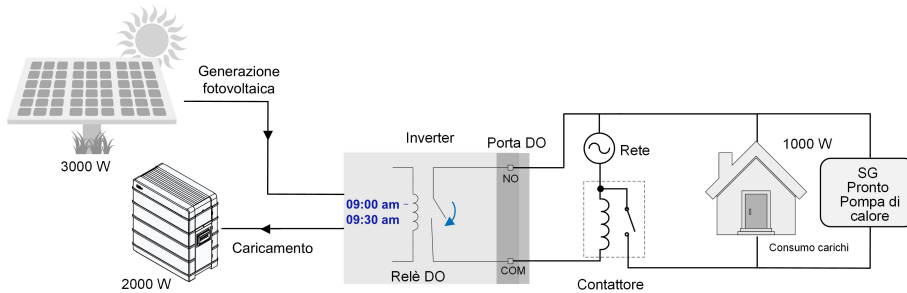 Generazione
fotovoltaica
3000 W
Inverter
Porta DO
NO
Rete
1000 W
SG
Pronto
Pompa di
calore
09:00 am -
09:30 am
Caricamento
Relè DO
COM
Consumo carichi
2000 W
Contattore